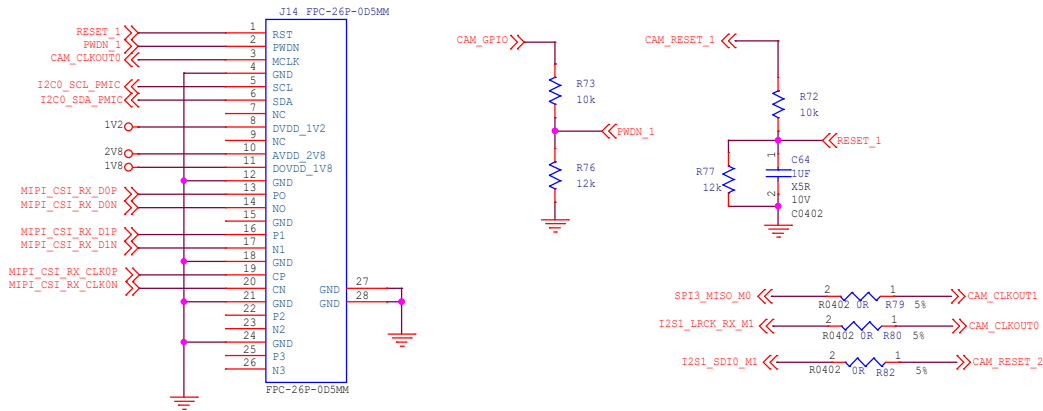 J14 FPC-26P-0D5MM
RESET_1 1 RST
PWDN_1 2 PWDN
CAM_CLKOUT0 3 MCLK
4 GND
I2C0_SCL_PMIC 5 SCL
I2C0_SDA_PMIC 6 SDA
7 NC
1V2 8 DVDD_1V2
9 NC
2V8 10 AVDD_2V8
1V8 11 DOVDD_1V8
12 GND
MIPI_CSI_RX_D0P 13 PO
MIPI_CSI_RX_D0N 14 NO
15 GND
MIPI_CSI_RX_D1P 16 P1
MIPI_CSI_RX_D1N 17 N1
18 GND
MIPI_CSI_RX_CLK0P 19 CP
MIPI_CSI_RX_CLK0N 20 CN
21 GND
22 P2
23 N2
24 GND
25 P3
26 N3
GND 27
GND 28
FPC-26P-0D5MM
CAM_GPIO
R73
10k
PWDN_1
R76
12k
CAM_RESET_1
R72
10k
RESET_1
R77
12k
1
2
C64
1UF
X5R
10V
C0402
SPI3_MISO_M0 2 1 CAM_CLKOUT1
R0402 0R R79 5%
I2S1_LRCK_RX_M1 2 1 CAM_CLKOUT0
R0402 0R R80 5%
I2S1_SDI0_M1 2 1 CAM_RESET_2
R0402 0R R82 5%